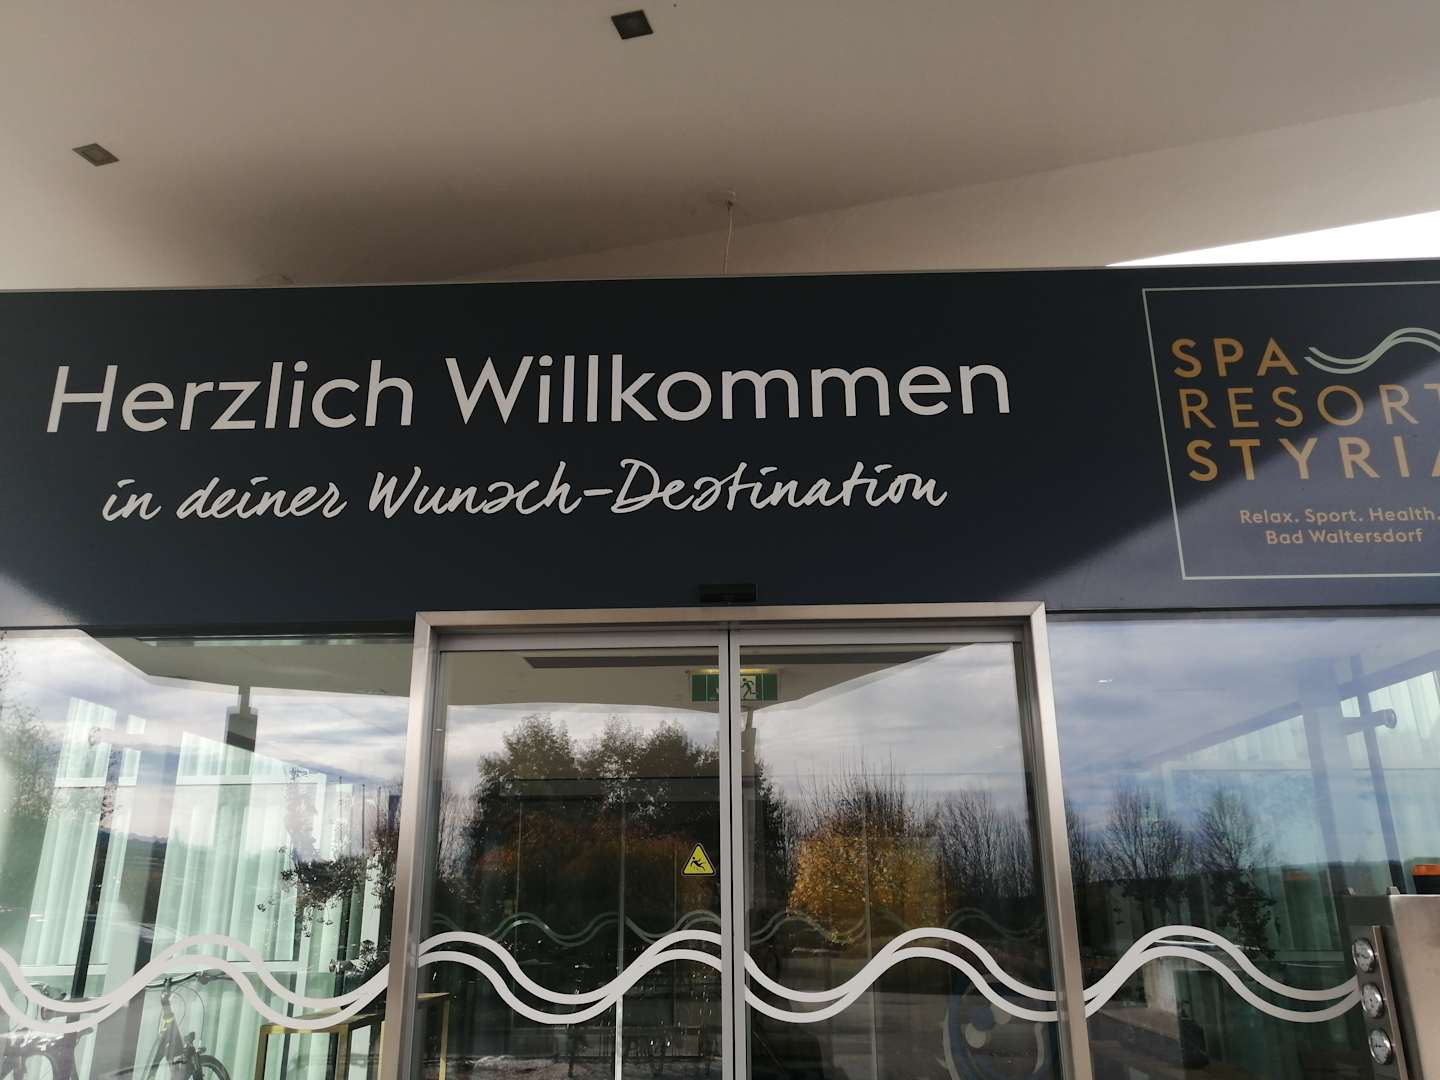 Herzlich Willkommen
in deiner Wunsch-Destination
SPA
RESORT
STYRIA
Relax. Sport. Health.
Bad Waltersdorf